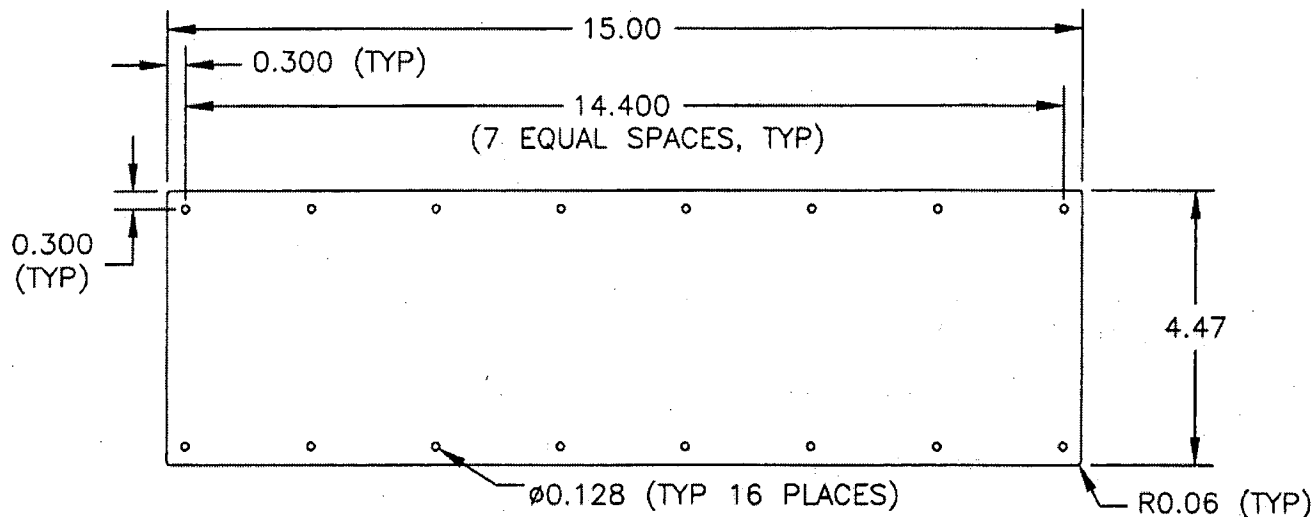 15.00
0.300 (TYP)
14.400
(7 EQUAL SPACES, TYP)
0.300
(TYP)
4.47
⌀0.128 (TYP 16 PLACES)
R0.06 (TYP)